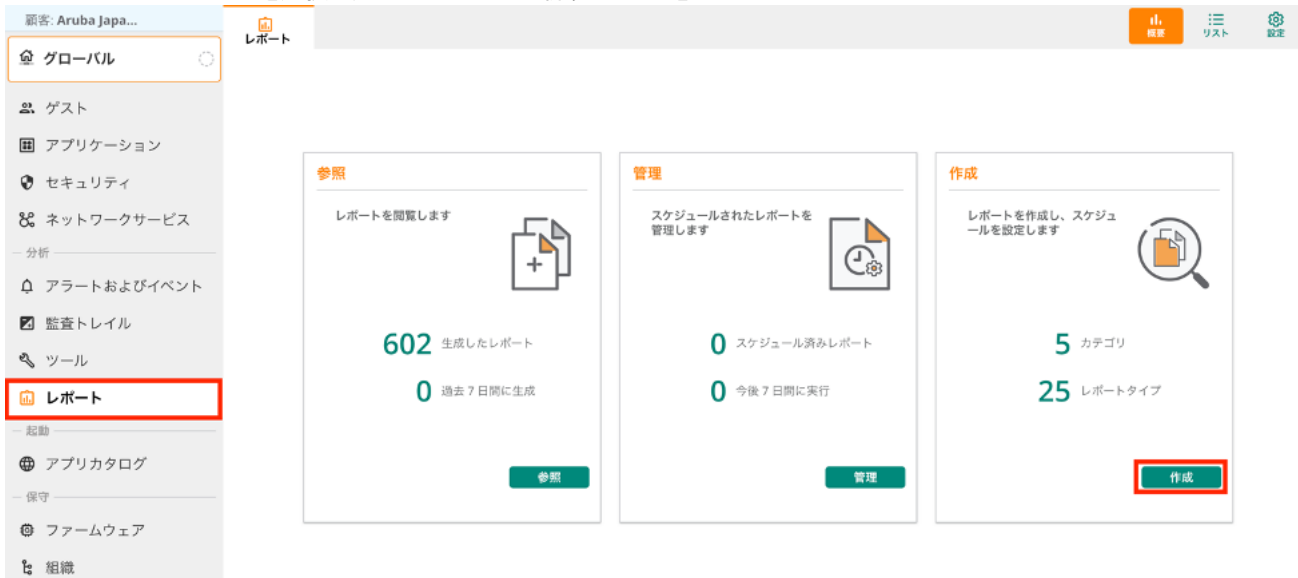 顧客: Aruba Japa...
レポート
概要
リスト
設定
グローバル
ゲスト
アプリケーション
セキュリティ
ネットワークサービス
分析
アラートおよびイベント
監査トレイル
ツール
レポート
起動
アプリカタログ
保守
ファームウェア
組織
参照
レポートを閲覧します
602 生成したレポート
0 過去 7 日間に生成
参照
管理
スケジュールされたレポートを
管理します
0 スケジュール済みレポート
0 今後 7 日間に実行
管理
作成
レポートを作成し、スケジュ
ールを設定します
5 カテゴリ
25 レポートタイプ
作成